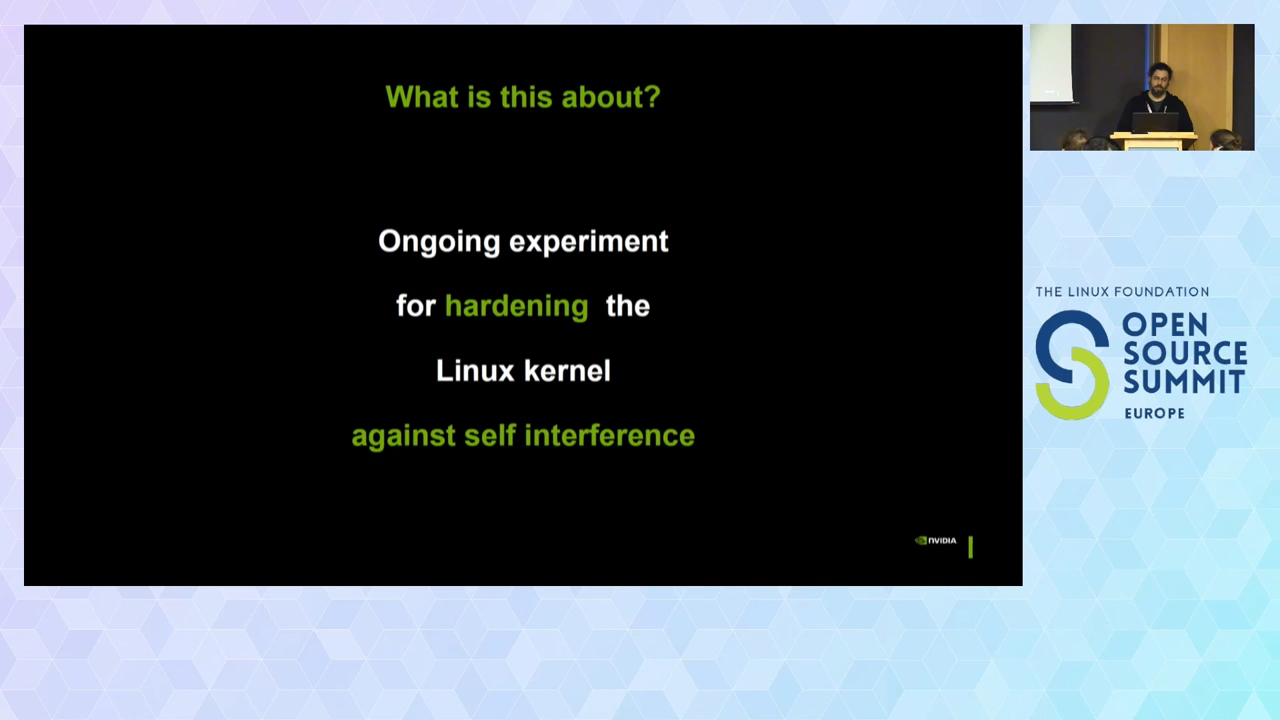 What is this about?
Ongoing experiment
for hardening the
Linux kernel
against self interference
NVIDIA
THE LINUX FOUNDATION
OPEN
SOURCE
SUMMIT
EUROPE